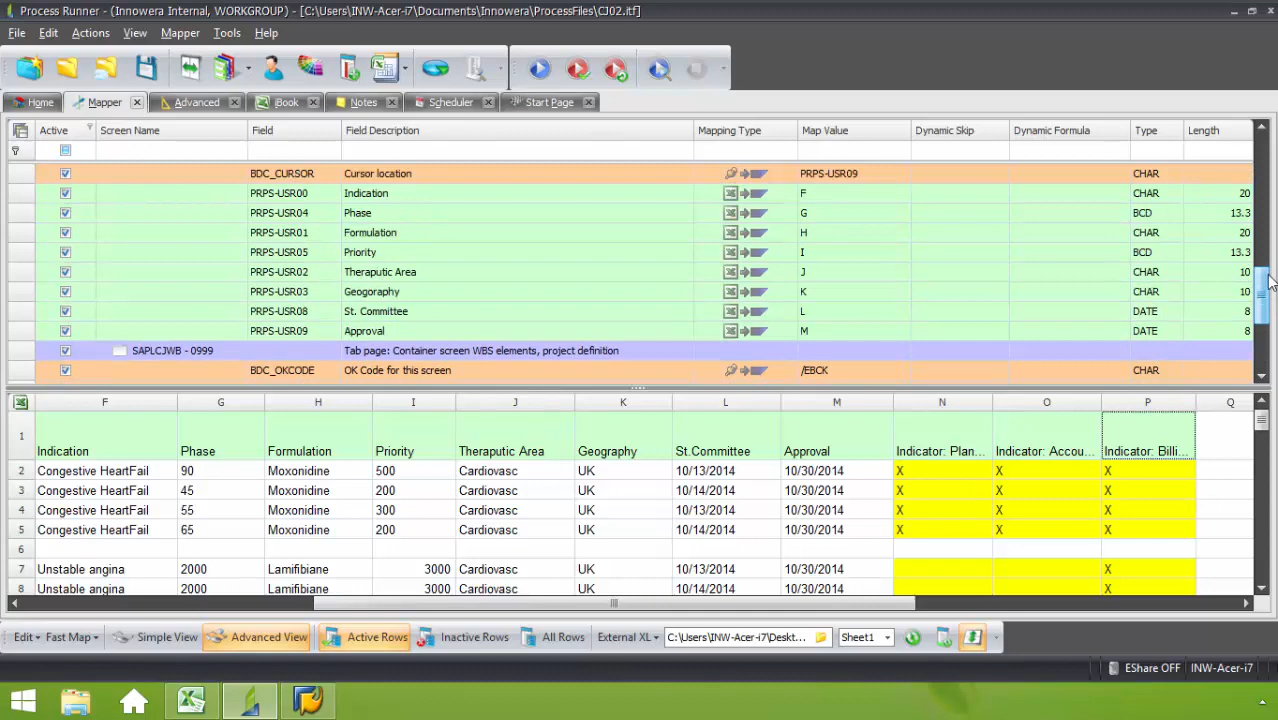 Process Runner - (Innowera Internal, WORKGROUP) - [C:\Users\INW-Acer-i7\Documents\Innowera\ProcessFiles\CJ02.itf]
File Edit Actions View Mapper Tools Help
Home Mapper Advanced iBook Notes Scheduler Start Page
Active Screen Name Field Field Description Mapping Type Map Value Dynamic Skip Dynamic Formula Type Length
BDC_CURSOR Cursor location PRPS-USR09 CHAR
PRPS-USR00 Indication F CHAR 20
PRPS-USR04 Phase G BCD 13.3
PRPS-USR01 Formulation H CHAR 20
PRPS-USR05 Priority I BCD 13.3
PRPS-USR02 Theraputic Area J CHAR 10
PRPS-USR03 Geogoraphy K CHAR 10
PRPS-USR08 St. Committee L DATE 8
PRPS-USR09 Approval M DATE 8
SAPLCJWB - 0999 Tab page: Container screen WBS elements, project definition
BDC_OKCODE OK Code for this screen /EBCK CHAR
F G H I J K L M N O P Q
1 Indication Phase Formulation Priority Theraputic Area Geography St.Committee Approval Indicator: Plan... Indicator: Accou... Indicator: Billi...
2 Congestive HeartFail 90 Moxonidine 500 Cardiovasc UK 10/13/2014 10/30/2014 X X X
3 Congestive HeartFail 45 Moxonidine 200 Cardiovasc UK 10/14/2014 10/30/2014 X X X
4 Congestive HeartFail 55 Moxonidine 300 Cardiovasc UK 10/13/2014 10/30/2014 X X X
5 Congestive HeartFail 65 Moxonidine 200 Cardiovasc UK 10/14/2014 10/30/2014 X X X
6
7 Unstable angina 2000 Lamifibiane 3000 Cardiovasc UK 10/13/2014 10/30/2014 X
8 Unstable angina 2000 Lamifibiane 3000 Cardiovasc UK 10/14/2014 10/30/2014 X
Edit Fast Map Simple View Advanced View Active Rows Inactive Rows All Rows External XL C:\Users\INW-Acer-i7\Deskt... Sheet1
EShare OFF INW-Acer-i7